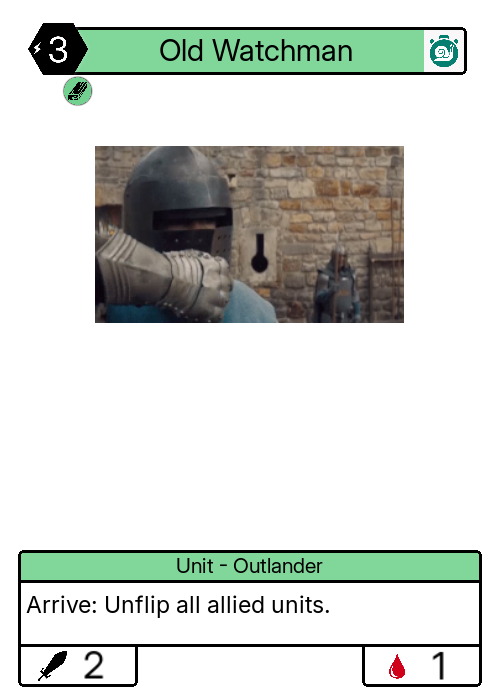 3
Old Watchman
Unit - Outlander
Arrive: Unflip all allied units.
2
1